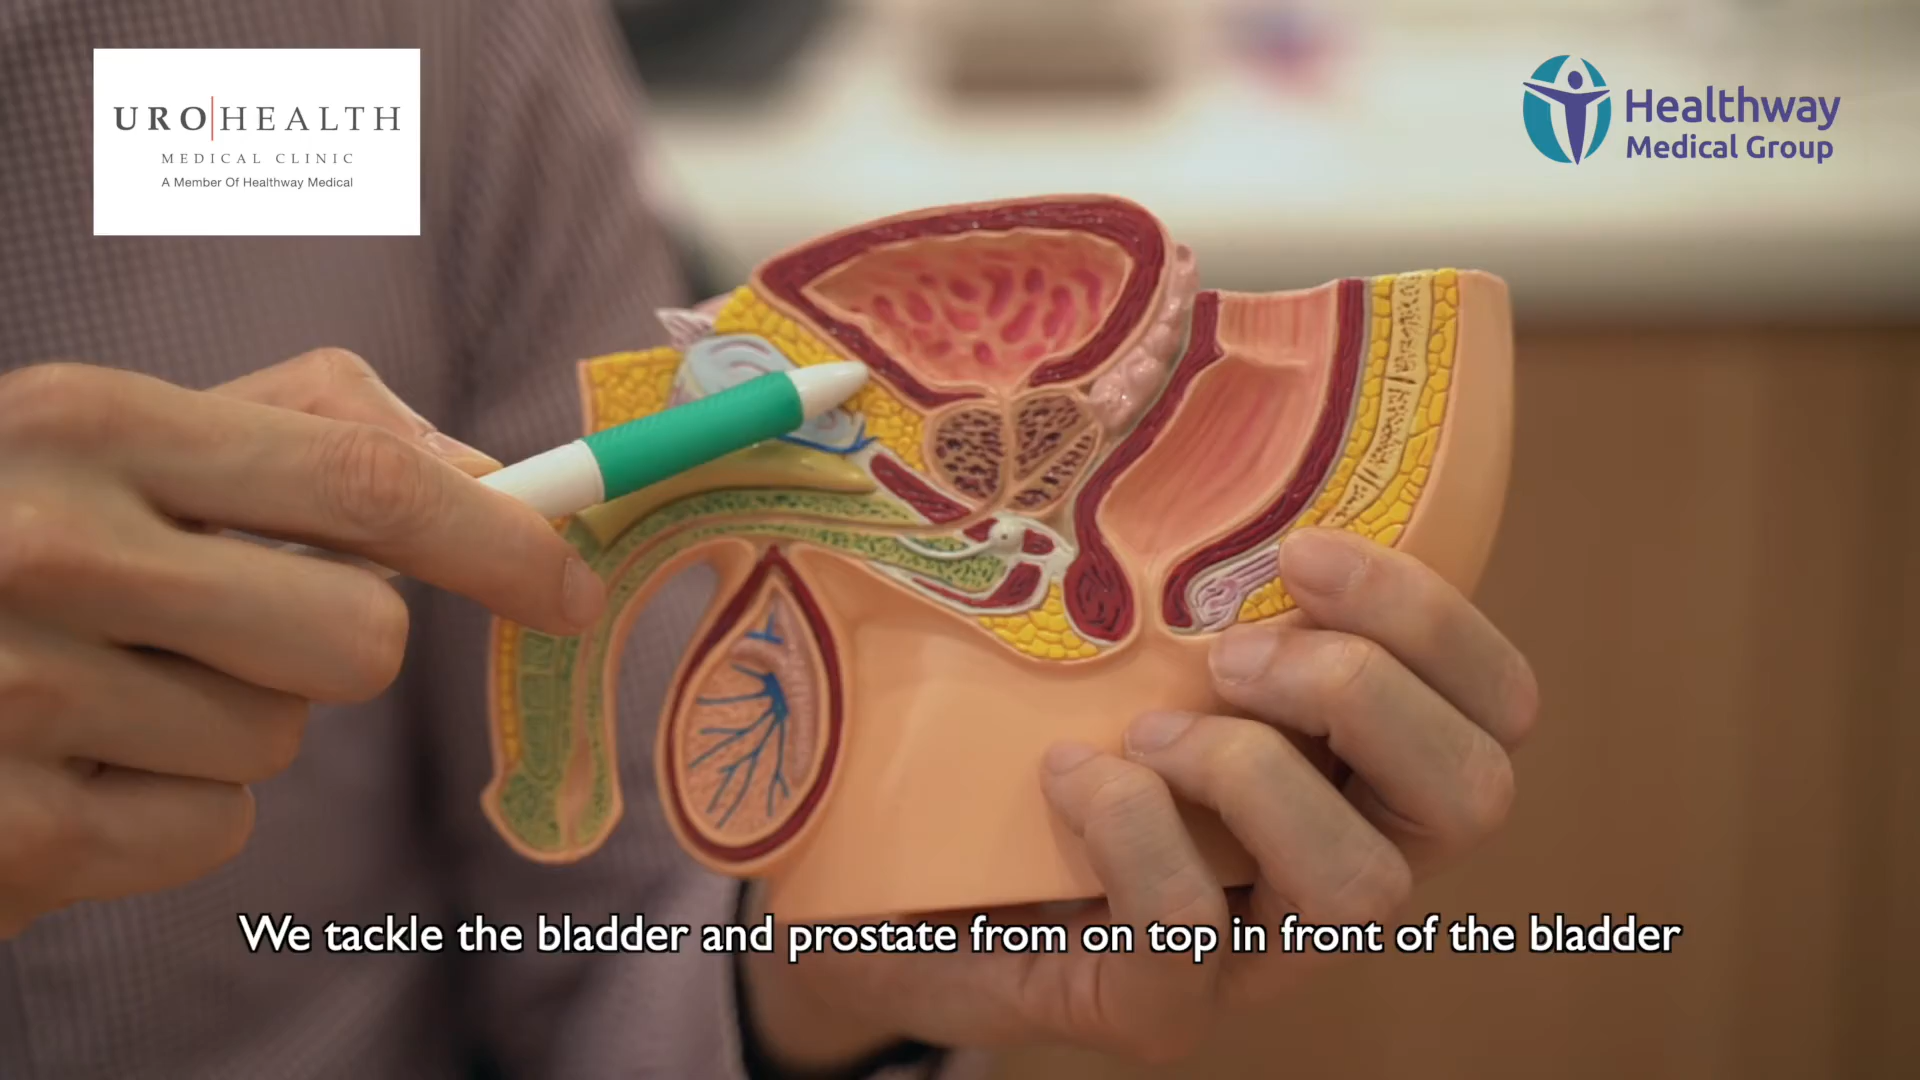 URO|HEALTH
MEDICAL CLINIC
A Member Of Healthway Medical
Healthway
Medical Group
We tackle the bladder and prostate from on top in front of the bladder